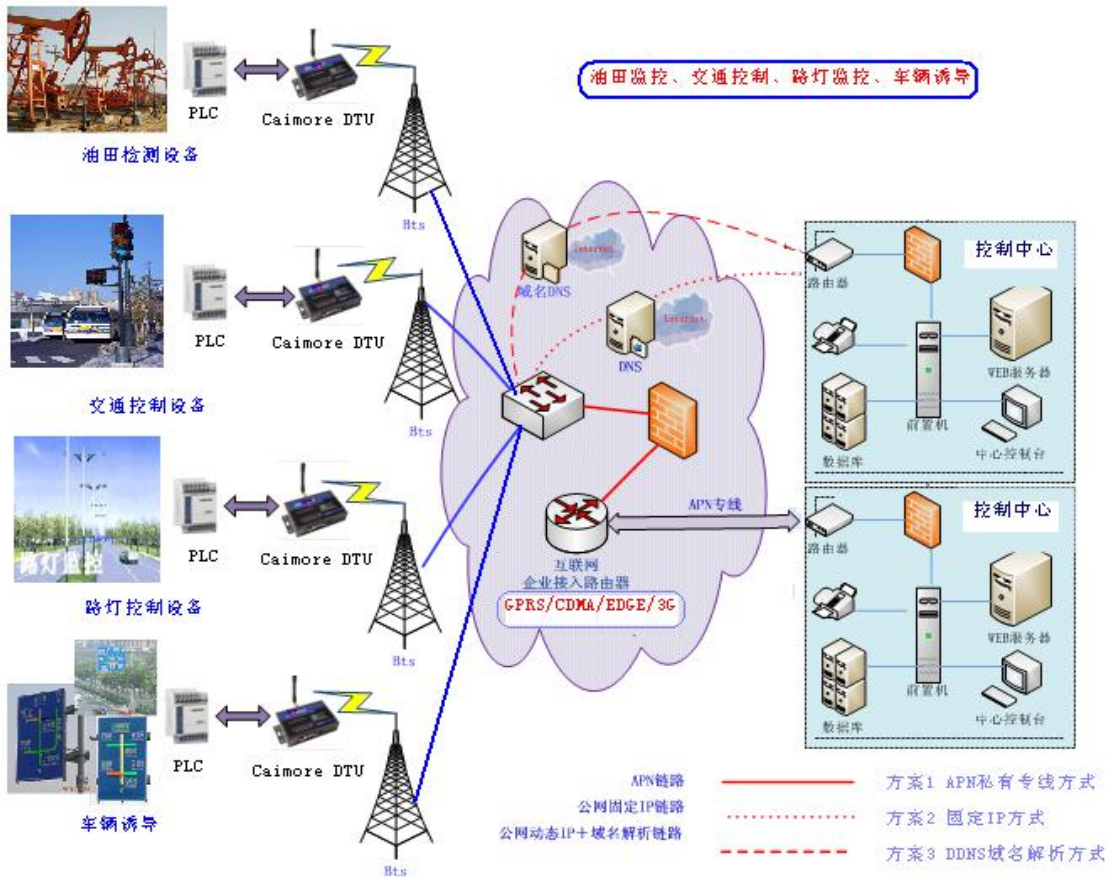 油田监控、交通控制、路灯监控、车辆诱导
PLC
Caimore DTU
油田检测设备
Bts
PLC
Caimore DTU
交通控制设备
Bts
路灯监控
PLC
Caimore DTU
路灯控制设备
Bts
PLC
Caimore DTU
车辆诱导
Bts
Internet
域名DNS
Internet
DNS
APN专线
互联网
企业接入路由器
GPRS/CDMA/EDGE/3G
控制中心
路由器
WEB服务器
前置机
数据库
中心控制台
控制中心
路由器
WEB服务器
前置机
数据库
中心控制台
APN链路
方案1 APN私有专线方式
公网固定IP链路
方案2 固定IP方式
公网动态IP+域名解析链路
方案3 DDNS域名解析方式